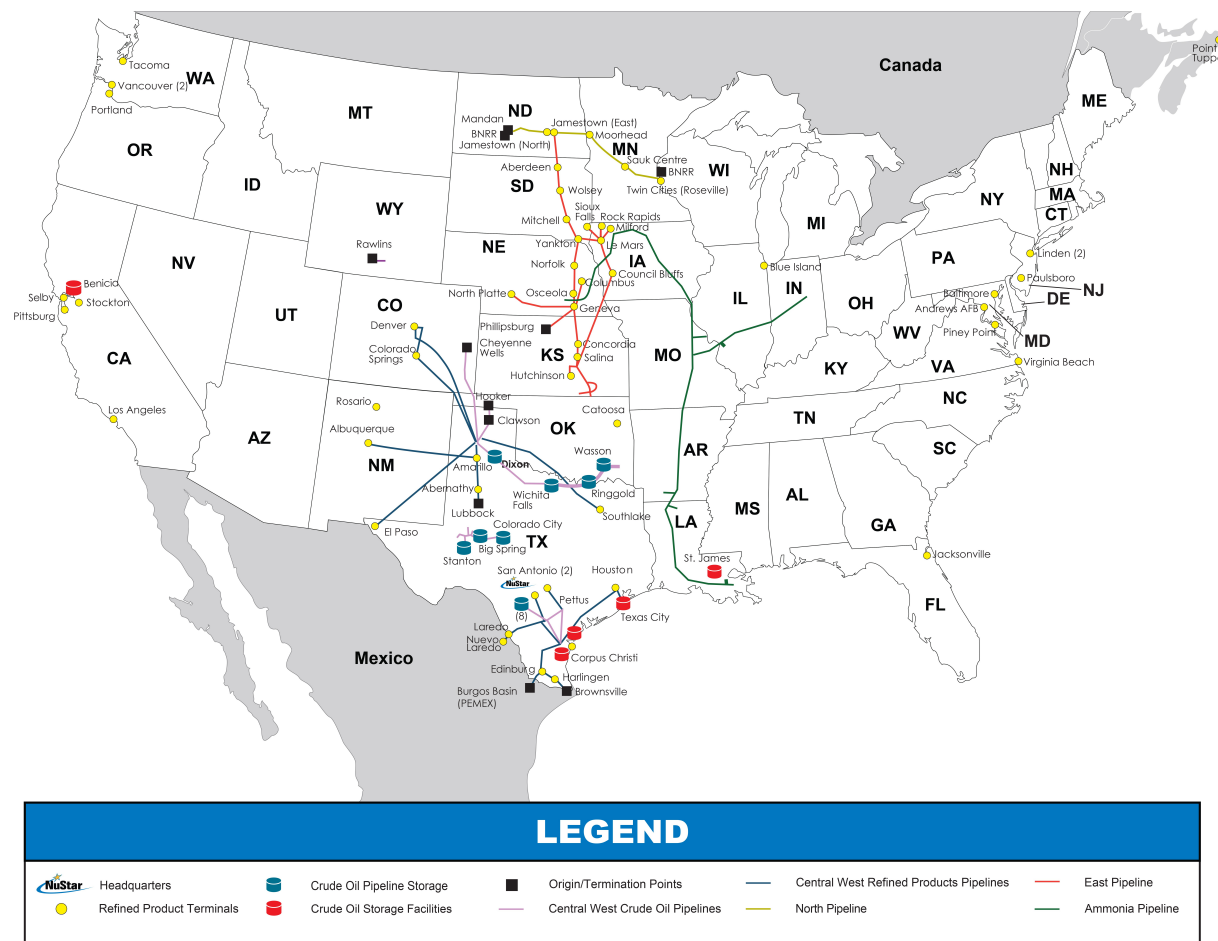 Canada
Point
Tupp
Tacoma
WA
Vancouver (2)
Portland
MT
ND
Mandan
BNRR
Jamestown (North)
Jamestown (East)
Moorhead
MN
Sauk Centre
BNRR
Twin Cities (Roseville)
WI
ME
NH
MA
CT
NY
OR
ID
WY
Rawlins
Aberdeen
SD
Wolsey
Mitchell
Sioux
Falls
Rock Rapids
Milford
Yankton
Le Mars
NE
IA
Norfolk
Council Bluffs
Columbus
North Platte
Osceola
Geneva
MI
PA
Linden (2)
Paulsboro
NJ
Baltimore
DE
Andrews AFB
MD
Piney Point
Virginia Beach
Blue Island
IL
IN
OH
WV
VA
KY
NV
UT
CO
Denver
Colorado
Springs
Cheyenne
Wells
Phillipsburg
KS
Concordia
Salina
Hutchinson
MO
Benicia
Selby
Stockton
Pittsburg
CA
Los Angeles
AZ
Rosario
Albuquerque
NM
Hooker
Clawson
OK
Catoosa
Wasson
Dixon
Amarillo
Abernathy
Lubbock
Wichita
Falls
Ringgold
Southlake
El Paso
Colorado City
Big Spring
Stanton
TX
AR
LA
St. James
TN
NC
SC
MS
AL
GA
Jacksonville
FL
San Antonio (2)
NuStar
(8)
Pettus
Houston
Texas City
Laredo
Nuevo
Laredo
Corpus Christi
Edinburg
Harlingen
Burgos Basin
(PEMEX)
Brownsville
Mexico
LEGEND
NuStar
Headquarters
Crude Oil Pipeline Storage
Origin/Termination Points
Central West Refined Products Pipelines
East Pipeline
Refined Product Terminals
Crude Oil Storage Facilities
Central West Crude Oil Pipelines
North Pipeline
Ammonia Pipeline